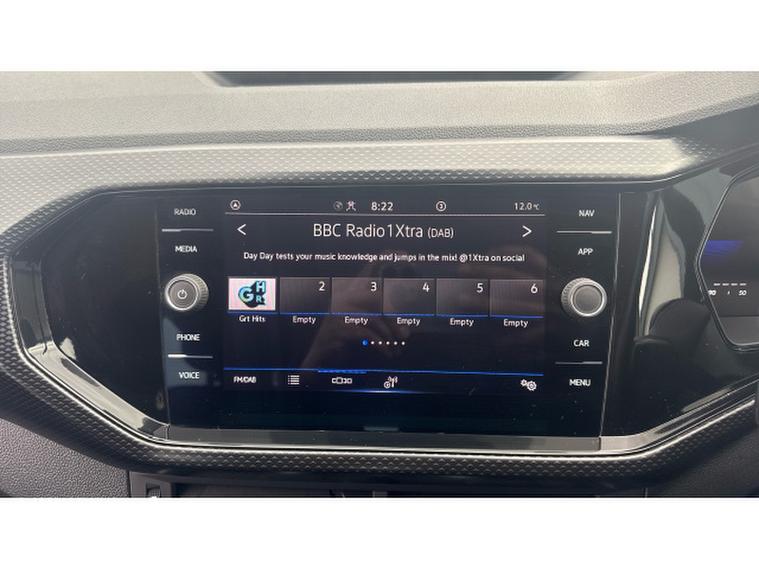 RADIO
MEDIA
PHONE
VOICE
8:22
12.0°C
BBC Radio 1Xtra (DAB)
Day Day tests your music knowledge and jumps in the mix! @1Xtra on social
GHRS
2 3 4 5 6
Grt Hits Empty Empty Empty Empty Empty
FM/DAB
NAV
APP
CAR
MENU